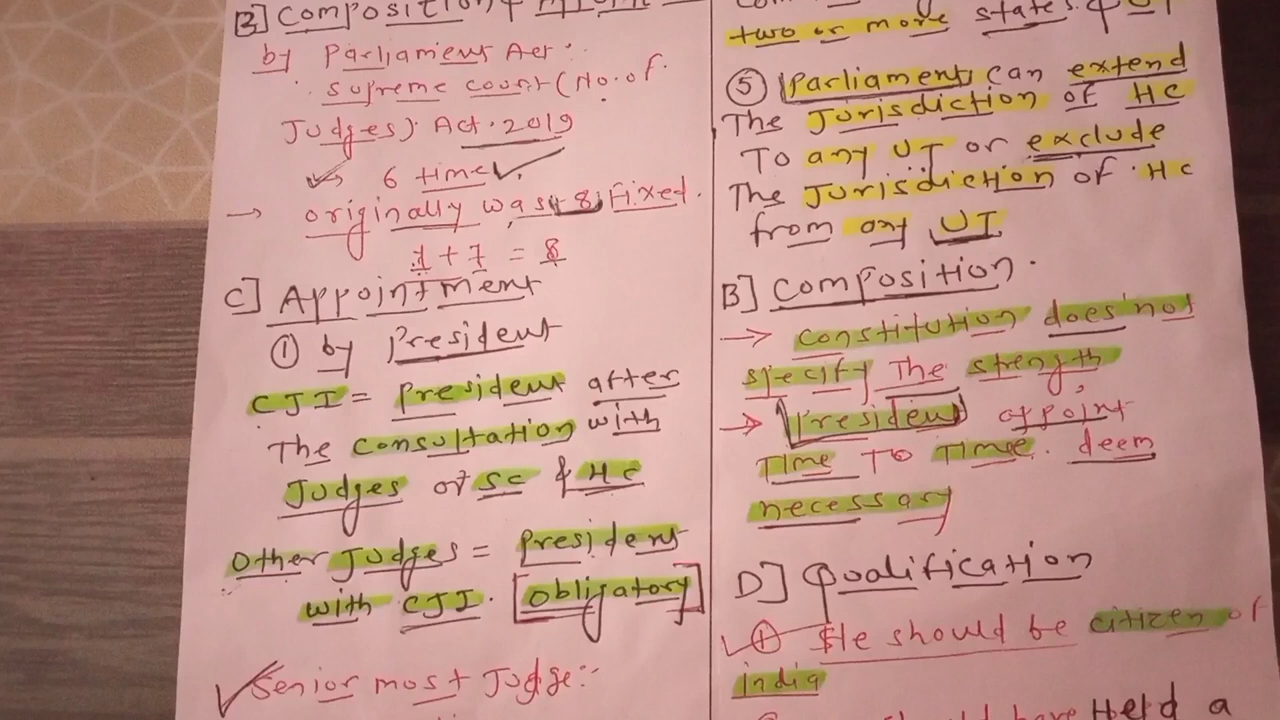 B] Composition &
by Parliament Act:
Supreme court (No. of
Judges) Act. 2019
↳ 6 time ✓.
→ originally was 8 Fixed.
1 + 7 = 8
C] Appointment
① by President
CJI = President after
The consultation with
Judges of SC & HC
Other Judges = President
with CJI. [obligatory]
✓ Senior most Judge:-
two or more states &
⑤ Parliament can extend
The Jurisdiction of HC
To any UT or exclude
The Jurisdiction of HC
from any UT
B] Composition.
→ Constitution does not
specify The strength
→ President appoint
Time To Time. deem
necessary
D] Qualification
✓ ① He should be citizen of
india
Held a